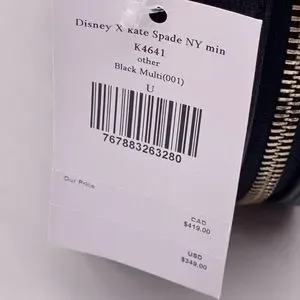 Disney X kate Spade NY min
K4641
other
Black Multi(001)
U
767883263280
Our Price
CAD
$419.00
USD
$349.00